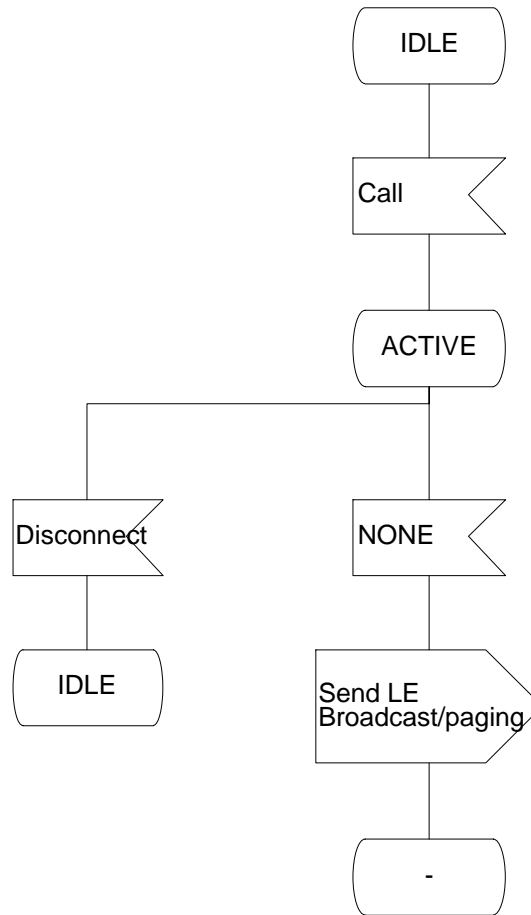 IDLE
Call
ACTIVE
Disconnect
NONE
IDLE
Send LE
Broadcast/paging
-